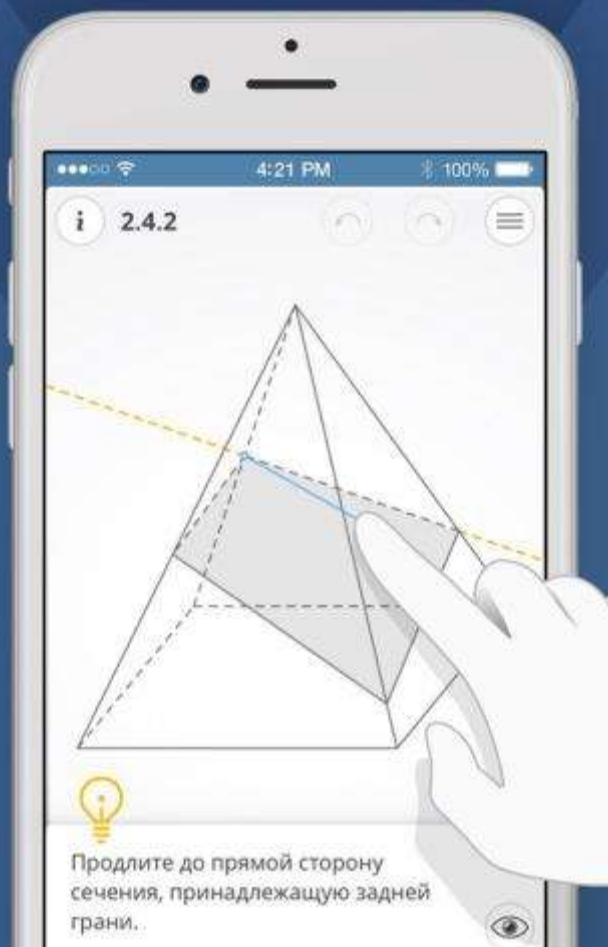 4:21 PM
100%
i 2.4.2
Продлите до прямой сторону
сечения, принадлежащую задней
грани.